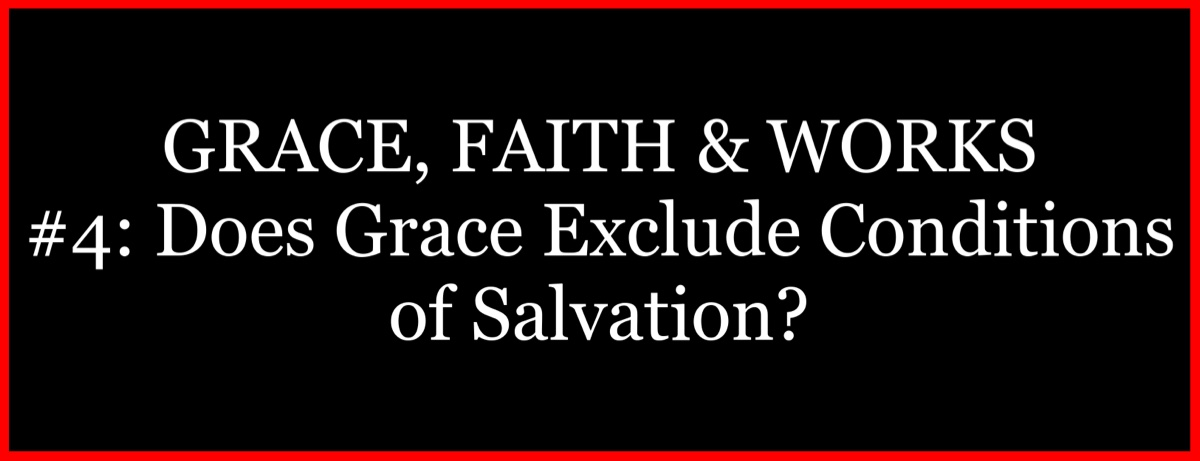 GRACE, FAITH & WORKS
#4: Does Grace Exclude Conditions
of Salvation?